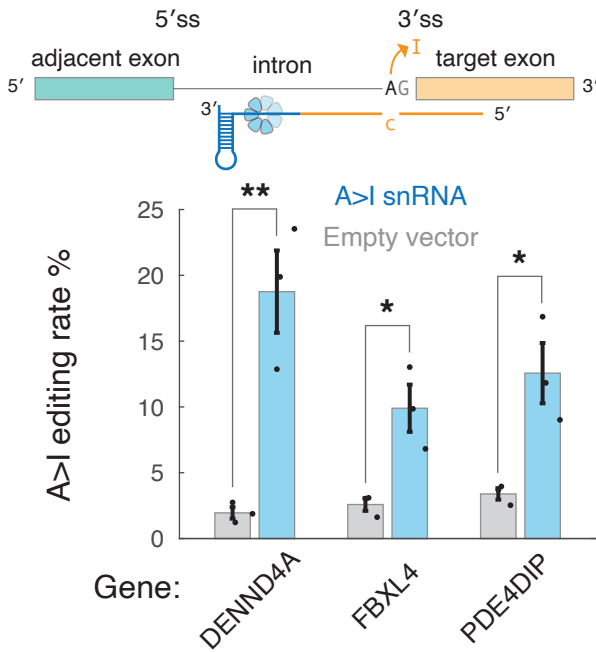 5′ss 3′ss
I
adjacent exon intron target exon
5′ AG 3′
3′ 5′
C
** A>I snRNA
Empty vector
* *
A>I editing rate %
25
20
15
10
5
0
Gene: DENND4A FBXL4 PDE4DIP